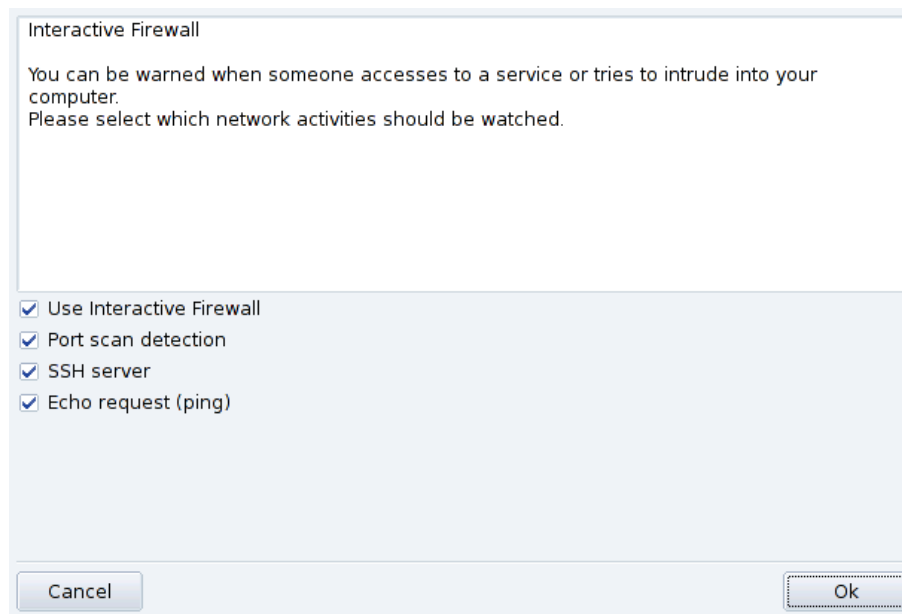 Interactive Firewall
You can be warned when someone accesses to a service or tries to intrude into your
computer.
Please select which network activities should be watched.
Use Interactive Firewall
Port scan detection
SSH server
Echo request (ping)
Cancel
Ok